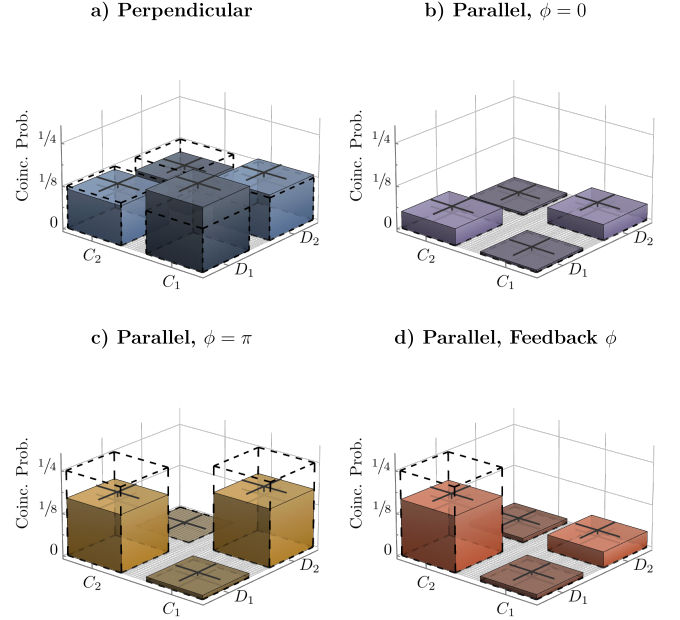 a) Perpendicular
b) Parallel, ϕ = 0
Coinc. Prob.
1/4
1/8
0
C₂
C₁
D₁
D₂
Coinc. Prob.
1/4
1/8
0
C₂
C₁
D₁
D₂
c) Parallel, ϕ = π
d) Parallel, Feedback ϕ
Coinc. Prob.
1/4
1/8
0
C₂
C₁
D₁
D₂
Coinc. Prob.
1/4
1/8
0
C₂
C₁
D₁
D₂